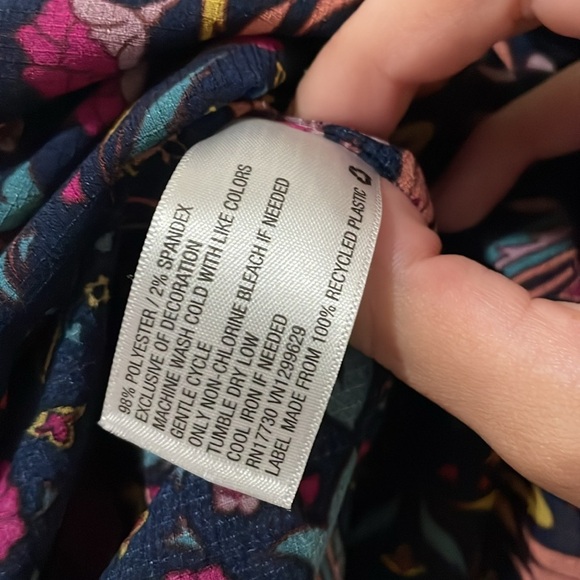 98% POLYESTER / 2% SPANDEX
EXCLUSIVE OF DECORATION
MACHINE WASH COLD WITH LIKE COLORS
GENTLE CYCLE
ONLY NON-CHLORINE BLEACH IF NEEDED
TUMBLE DRY LOW
COOL IRON IF NEEDED
RN17730 VN1299629
LABEL MADE FROM 100% RECYCLED PLASTIC